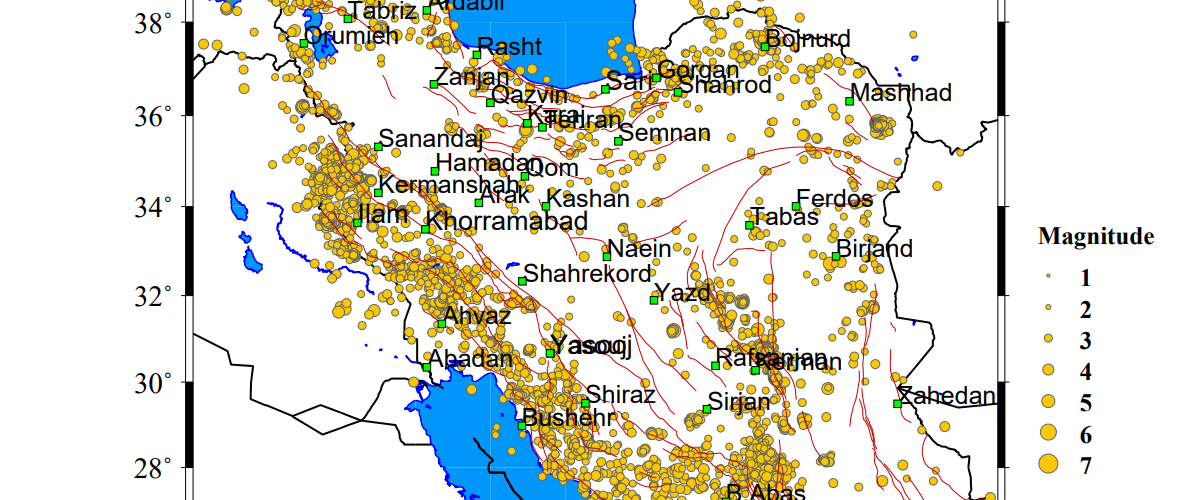 Ardabil
38°
Tabriz
Orumieh
Bojnurd
Rasht
Gorgan
Zanjan
Sari
Shahrod
Mashhad
Qazvin
36°
Karaj
Tehran
Semnan
Sanandaj
Hamadan
Qom
Kermanshah
Arak
Kashan
Ferdos
34°
Ilam
Khorramabad
Tabas
Naein
Birjand
Magnitude
1
Shahrekord
32°
Yazd
2
Ahvaz
3
Yasouj
Abadan
Rafsanjan
Kerman
4
30°
Shiraz
Sirjan
Zahedan
5
Bushehr
6
28°
7
B.Abas